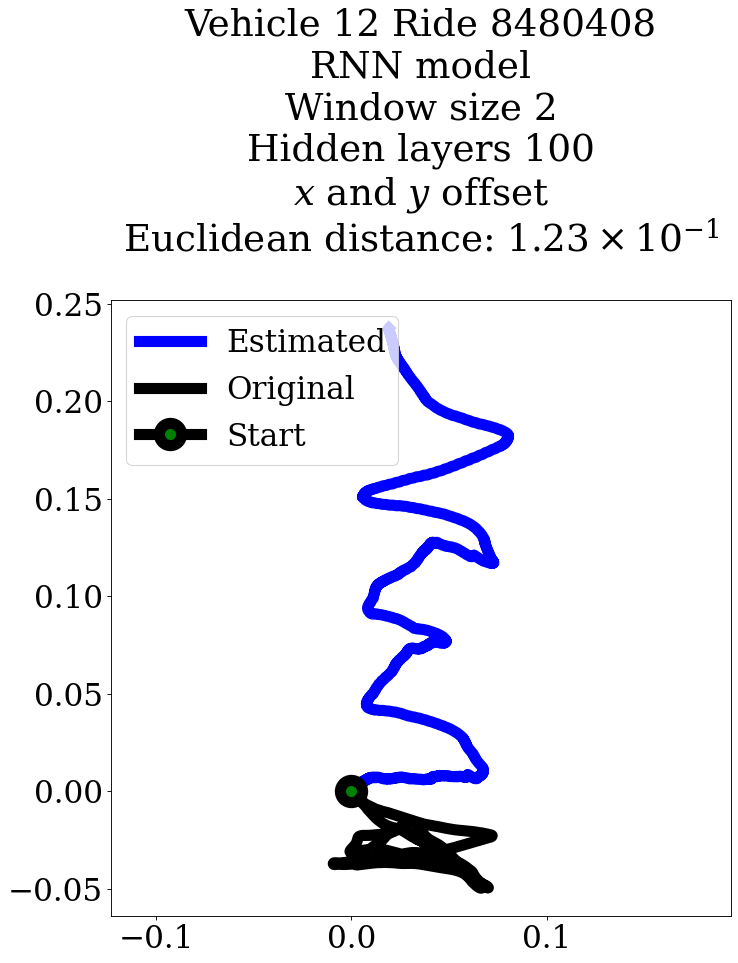 Vehicle 12 Ride 8480408
RNN model
Window size 2
Hidden layers 100
x and y offset
Euclidean distance: 1.23 × 10⁻¹
0.25
0.20
0.15
0.10
0.05
0.00
−0.05
Estimated
Original
Start
−0.1
0.0
0.1